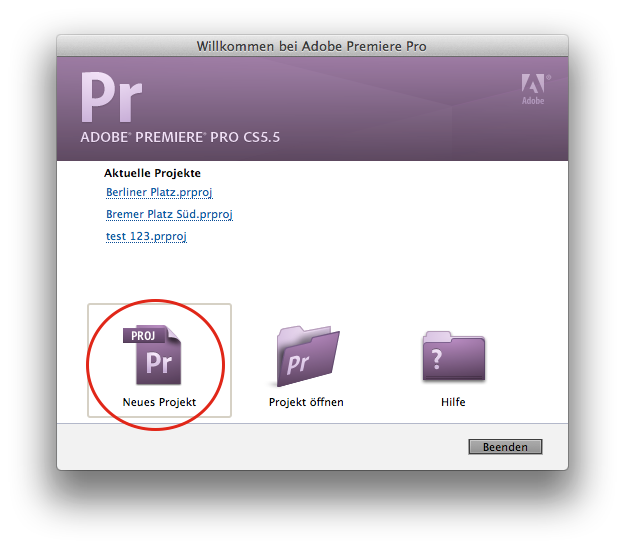 Willkommen bei Adobe Premiere Pro
Pr
Adobe®
ADOBE® PREMIERE® PRO CS5.5
Aktuelle Projekte
Berliner Platz.prproj
Bremer Platz Süd.prproj
test 123.prproj
PROJ
Pr
Pr
?
Neues Projekt
Projekt öffnen
Hilfe
Beenden